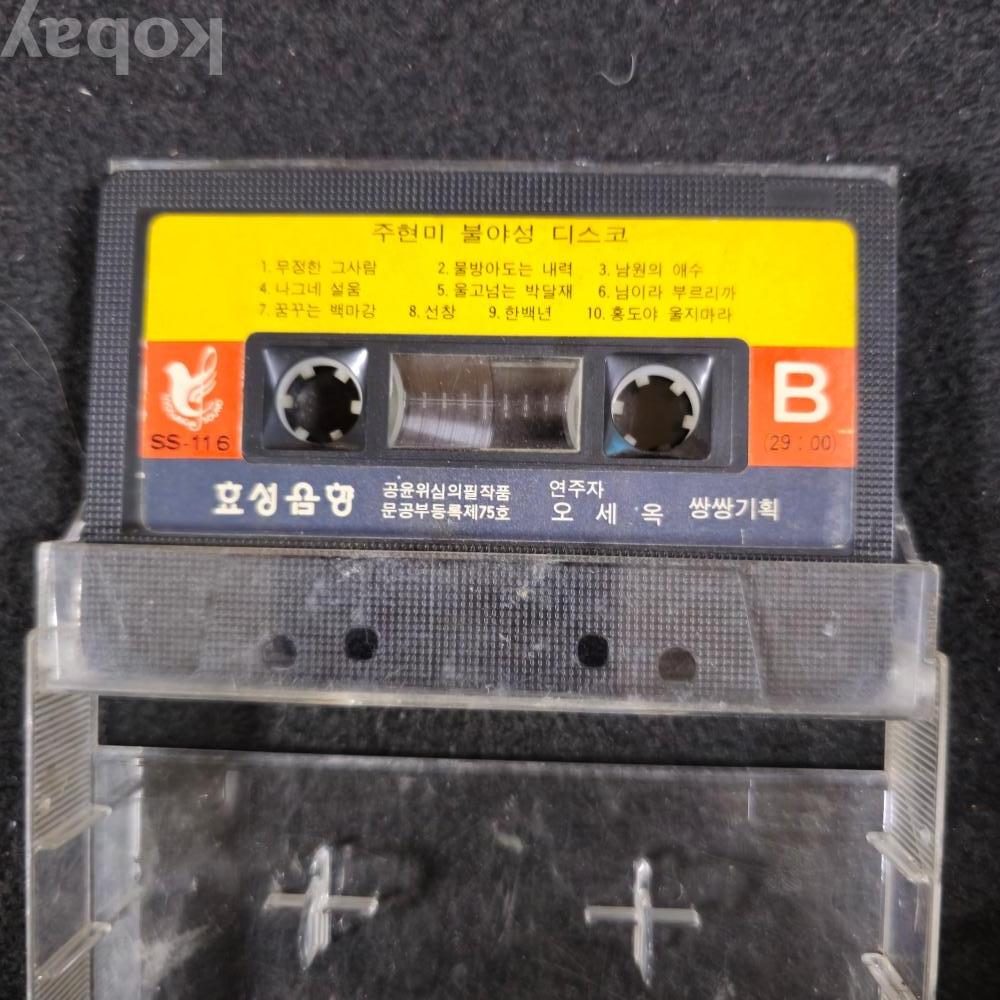 kobay
주현미 불야성 디스코
1. 무정한 그사람 2. 물방아도는 내력 3. 남원의 애수
4. 나그네 설움 5. 울고넘는 박달재 6. 님이라 부르리까
7. 꿈꾸는 백마강 8. 선창 9. 한백년 10. 홍도야 울지마라
B
SS-116
(29:00)
효성음향
공윤위심의필작품
문공부등록제75호
연주자
오 세 옥
쌍쌍기획